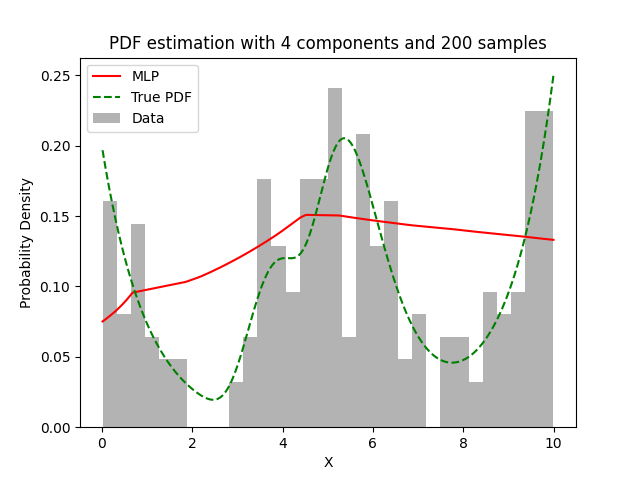 PDF estimation with 4 components and 200 samples
MLP
True PDF
Data
Probability Density
0.25
0.20
0.15
0.10
0.05
0.00
0
2
4
6
8
10
X